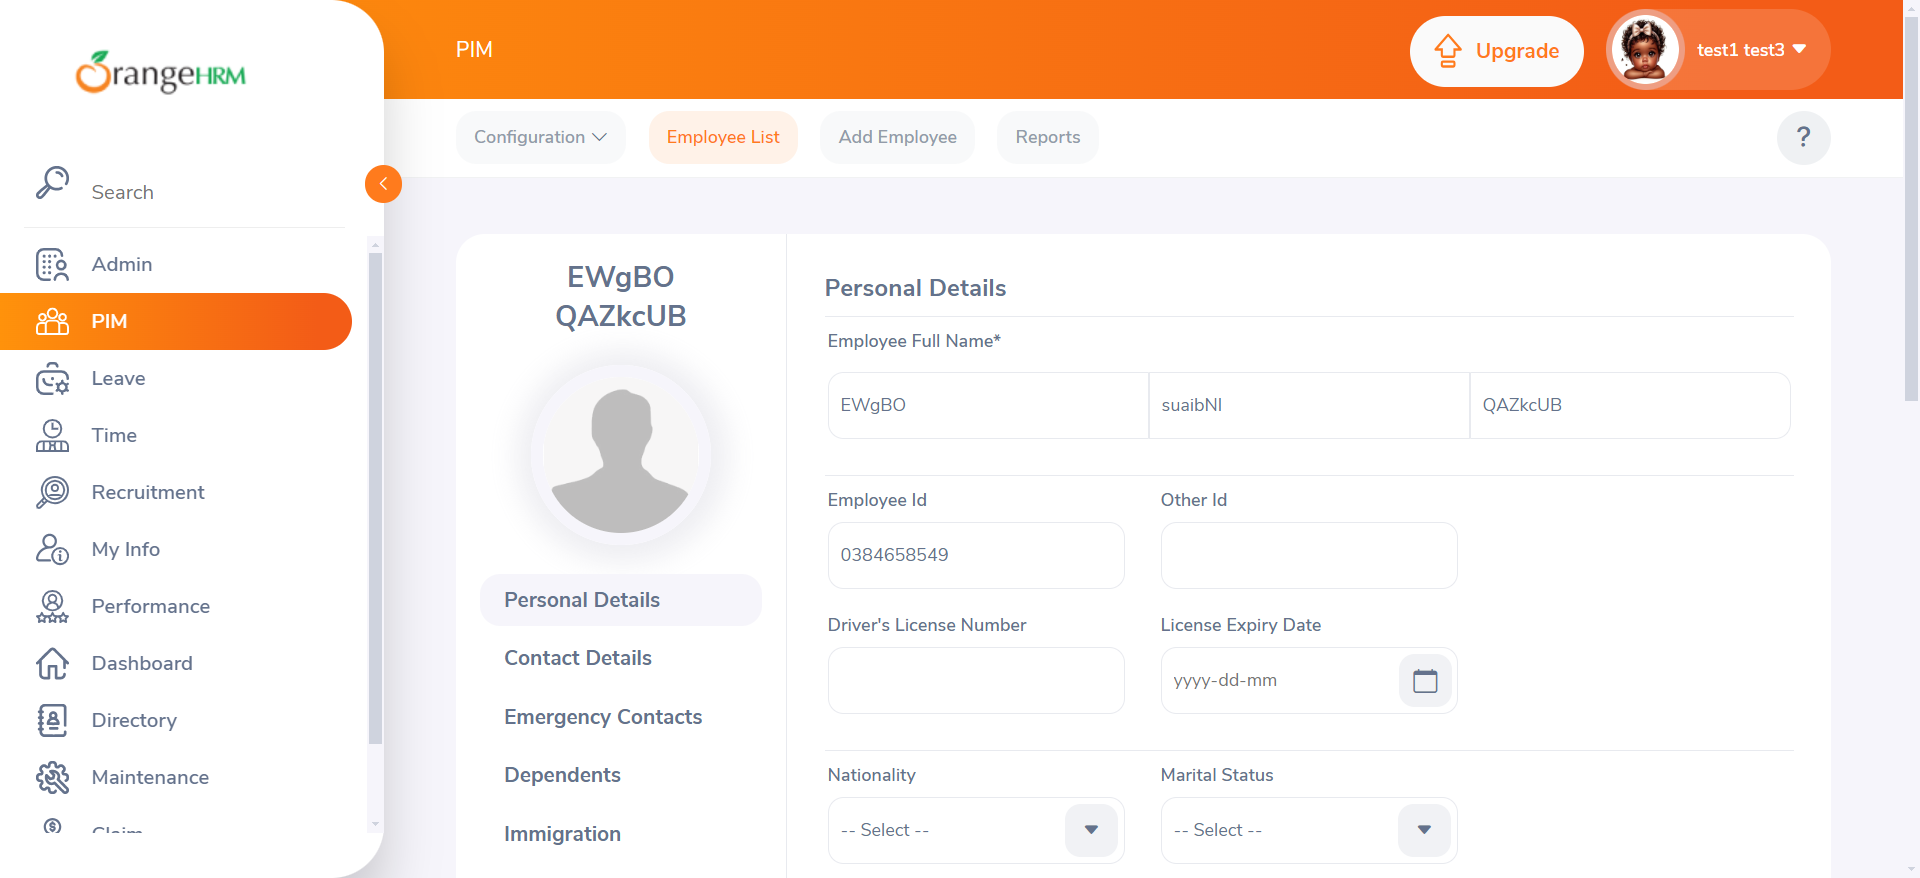 OrangeHRM
Search
Admin
PIM
Leave
Time
Recruitment
My Info
Performance
Dashboard
Directory
Maintenance
Claim
PIM
Upgrade
test1 test3
Configuration
Employee List
Add Employee
Reports
?
EWgBO
QAZkcUB
Personal Details
Contact Details
Emergency Contacts
Dependents
Immigration
Personal Details
Employee Full Name*
EWgBO suaibNl QAZkcUB
Employee Id Other Id
0384658549
Driver's License Number License Expiry Date
yyyy-dd-mm
Nationality Marital Status
-- Select -- -- Select --